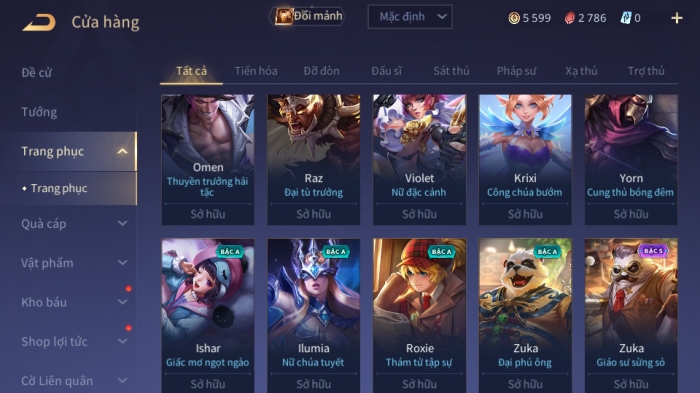 Cửa hàng
Đổi mảnh
Mặc định
5 599
2 786
0
Đề cử
Tướng
Trang phục
Trang phục
Quà cáp
Vật phẩm
Kho báu
Shop lợi tức
Cờ Liên quân
Tất cả Tiến hóa Đỡ đòn Đấu sĩ Sát thủ Pháp sư Xạ thủ Trợ thủ
Omen
Thuyền trưởng hải
tặc
Sở hữu
Raz
Đại tù trưởng
Sở hữu
Violet
Nữ đặc cảnh
Sở hữu
Krixi
Công chúa bướm
Sở hữu
Yorn
Cung thủ bóng đêm
Sở hữu
BẬC A
Ishar
Giấc mơ ngọt ngào
Sở hữu
BẬC A
Ilumia
Nữ chúa tuyết
Sở hữu
BẬC A
Roxie
Thám tử tập sự
Sở hữu
BẬC A
Zuka
Đại phú ông
Sở hữu
BẬC S
Zuka
Giáo sư sừng sỏ
Sở hữu